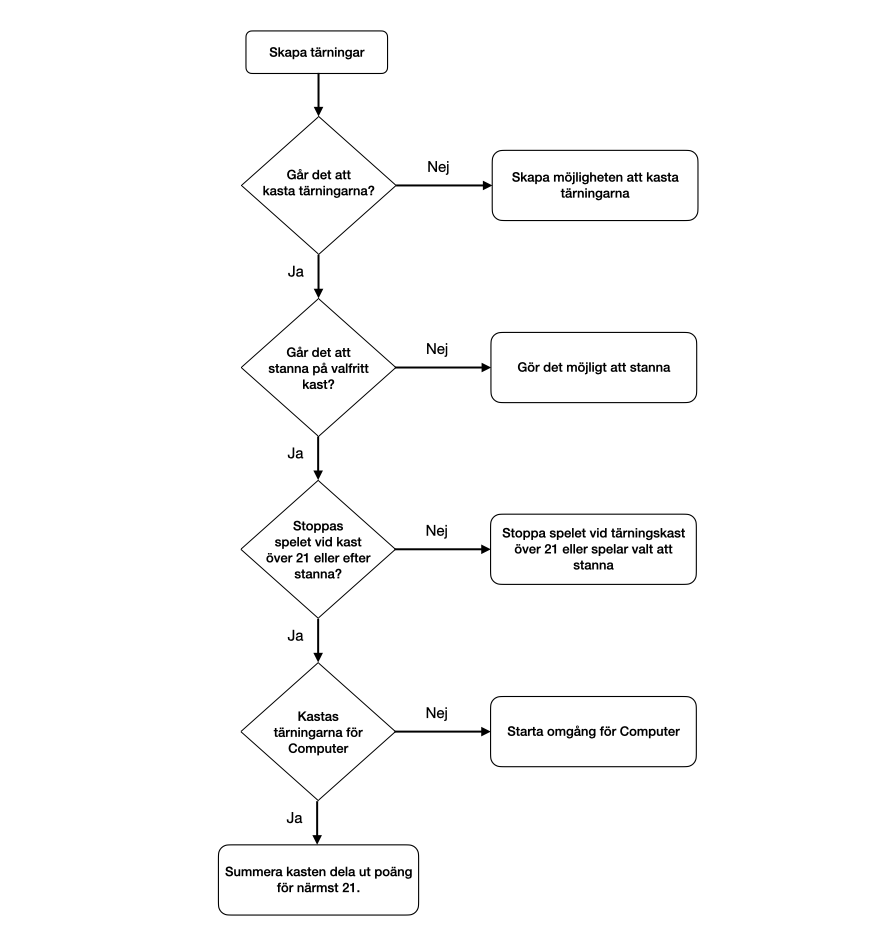 Skapa tärningar
Går det att
kasta tärningarna?
Nej
Skapa möjligheten att kasta
tärningarna
Ja
Går det att
stanna på valfritt
kast?
Nej
Gör det möjligt att stanna
Ja
Stoppas
spelet vid kast
över 21 eller efter
stanna?
Nej
Stoppa spelet vid tärningskast
över 21 eller spelar valt att
stanna
Ja
Kastas
tärningarna för
Computer
Nej
Starta omgång för Computer
Ja
Summera kasten dela ut poäng
för närmst 21.